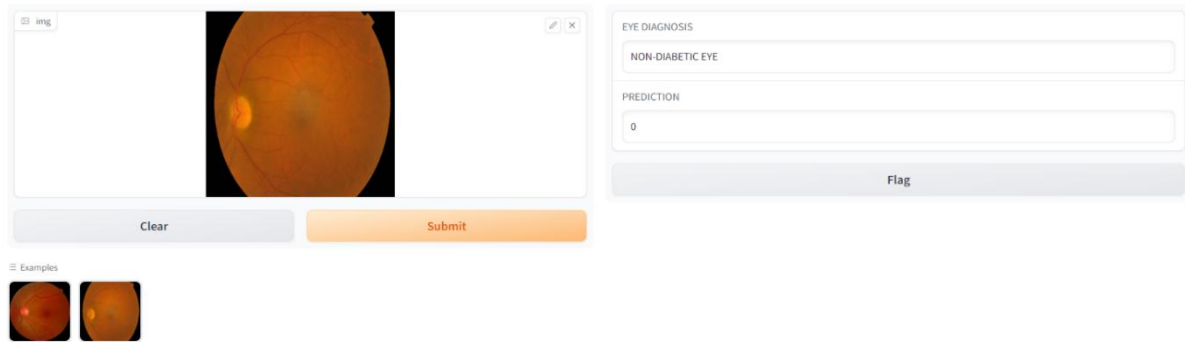 img
EYE DIAGNOSIS
NON-DIABETIC EYE
PREDICTION
0
Flag
Clear
Submit
Examples